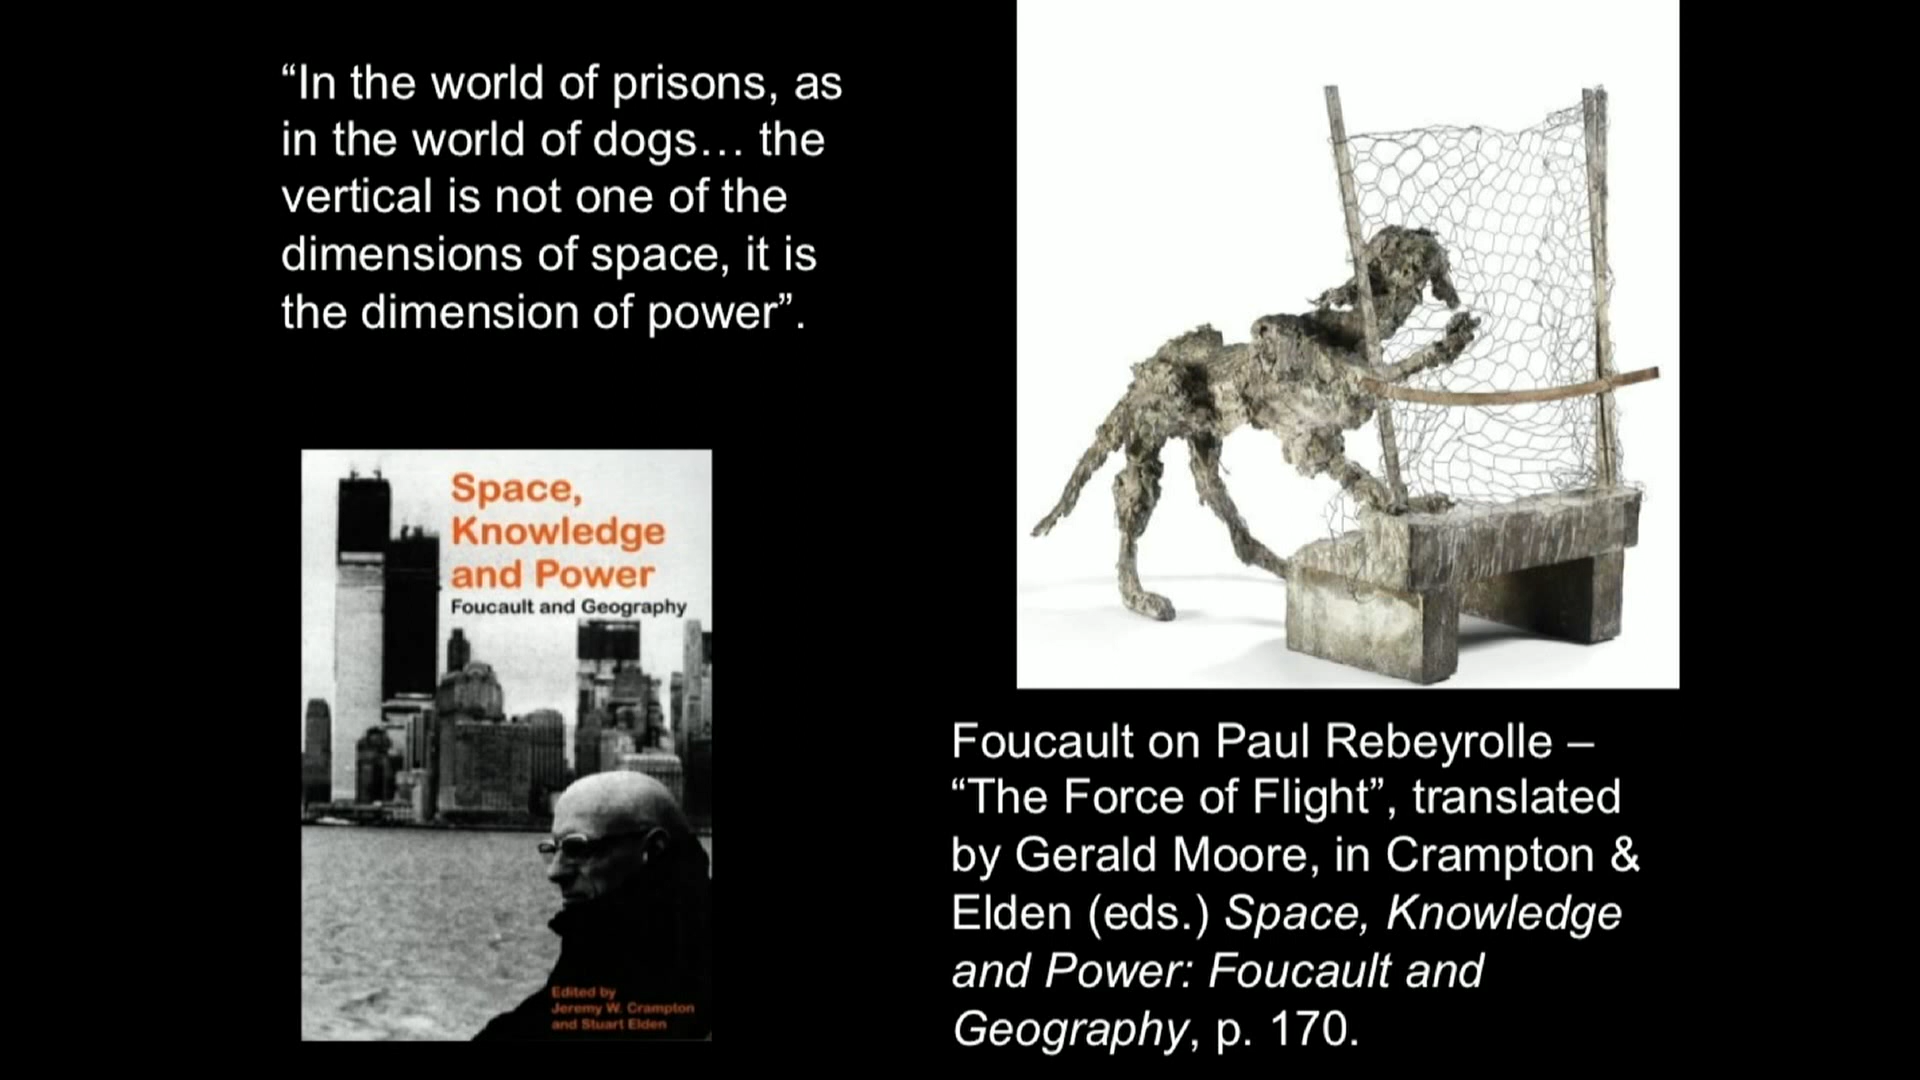 “In the world of prisons, as
in the world of dogs… the
vertical is not one of the
dimensions of space, it is
the dimension of power”.
Space,
Knowledge
and Power
Foucault and Geography
Edited by
Jeremy W. Crampton
and Stuart Elden
Foucault on Paul Rebeyrolle –
“The Force of Flight”, translated
by Gerald Moore, in Crampton &
Elden (eds.) Space, Knowledge
and Power: Foucault and
Geography, p. 170.